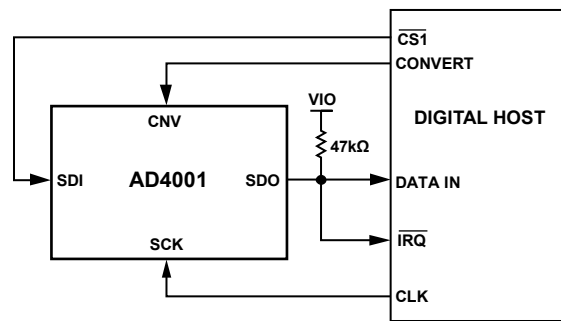 CS1
CONVERT
VIO
CNV
DIGITAL HOST
47kΩ
SDI
AD4001
SDO
DATA IN
SCK
IRQ
CLK